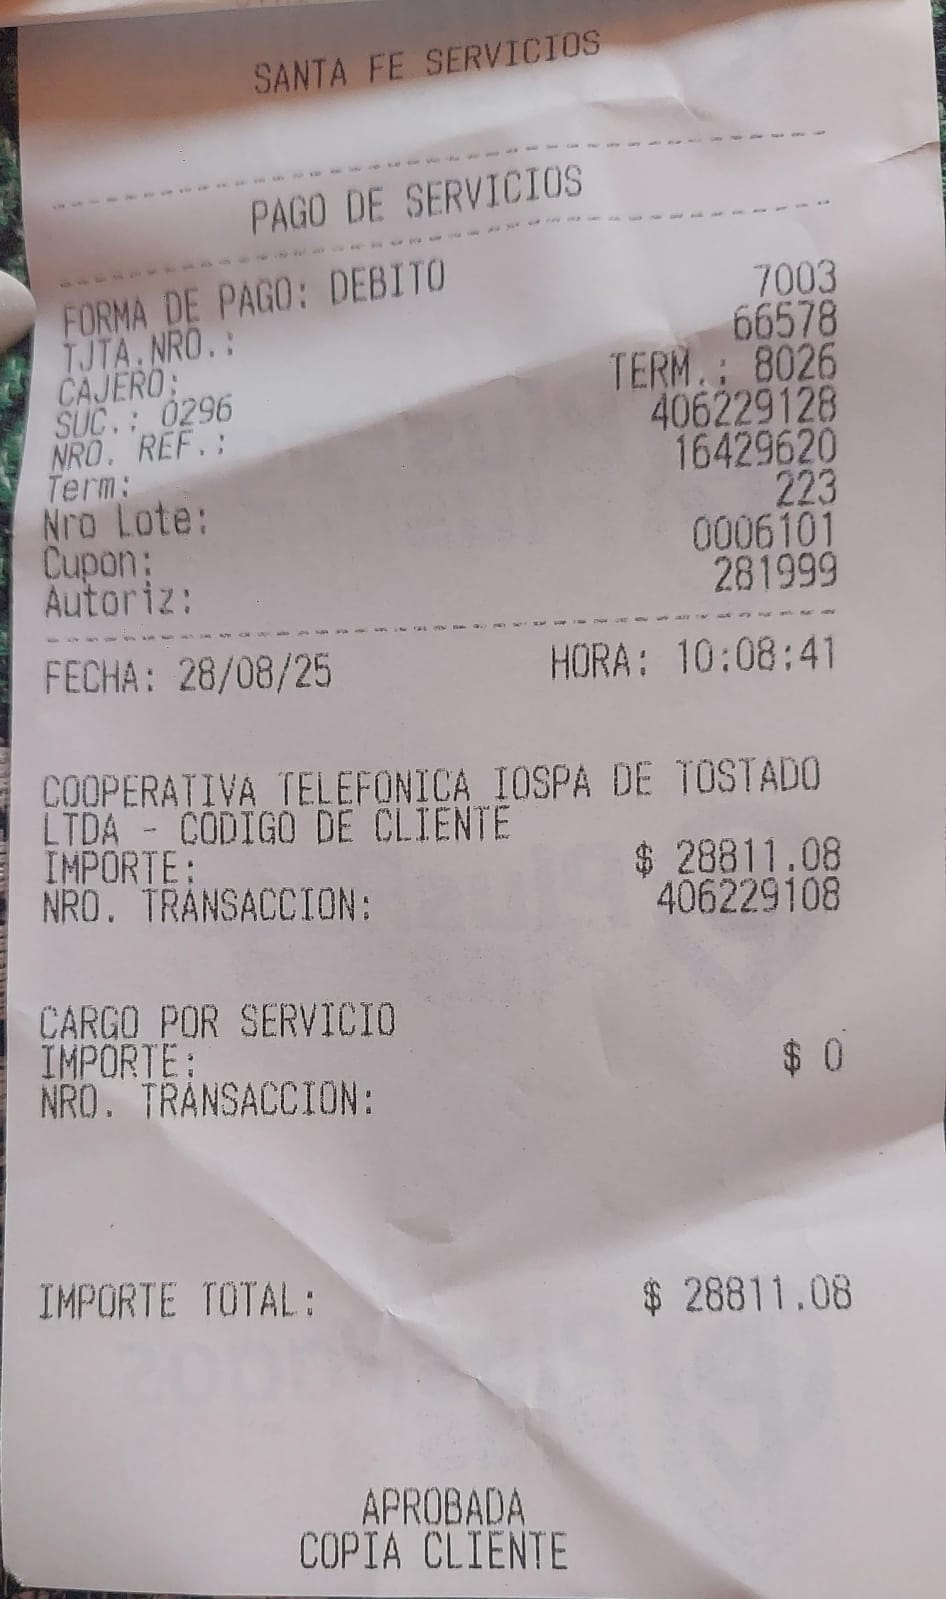 SANTA FE SERVICIOS
PAGO DE SERVICIOS
FORMA DE PAGO: DEBITO
TJTA.NRO.: 7003
CAJERO: 66578
SUC.: 0296 TERM.: 8026
NRO. REF.: 406229128
Term: 16429620
Nro Lote: 223
Cupon: 0006101
Autoriz: 281999
FECHA: 28/08/25 HORA: 10:08:41
COOPERATIVA TELEFONICA IOSPA DE TOSTADO
LTDA - CODIGO DE CLIENTE
IMPORTE: $ 28811.08
NRO. TRANSACCION: 406229108
CARGO POR SERVICIO
IMPORTE: $ 0
NRO. TRANSACCION:
IMPORTE TOTAL: $ 28811.08
APROBADA
COPIA CLIENTE